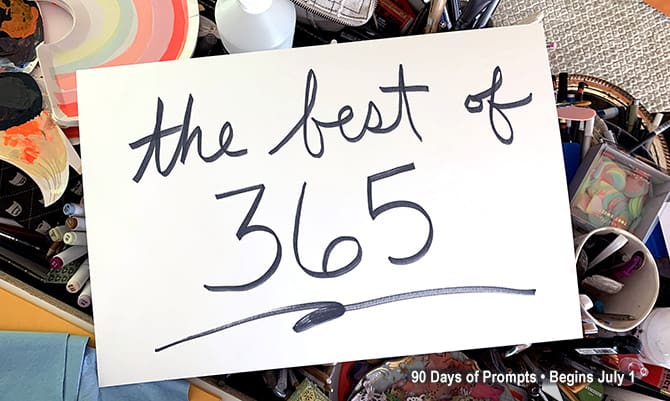 the best of
365
90 Days of Prompts • Begins July 1